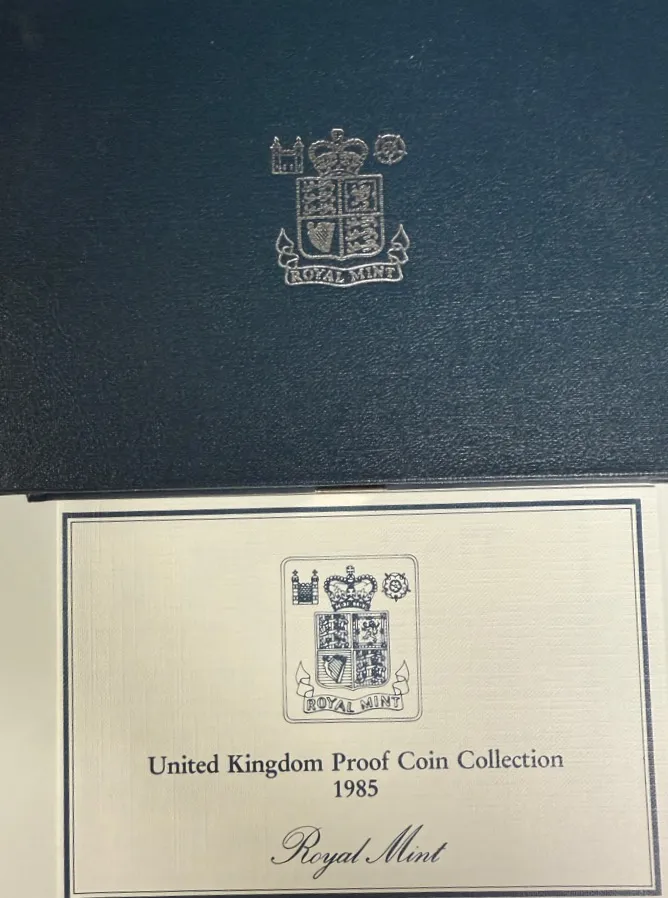 ROYAL MINT
ROYAL MINT
United Kingdom Proof Coin Collection
1985
Royal Mint